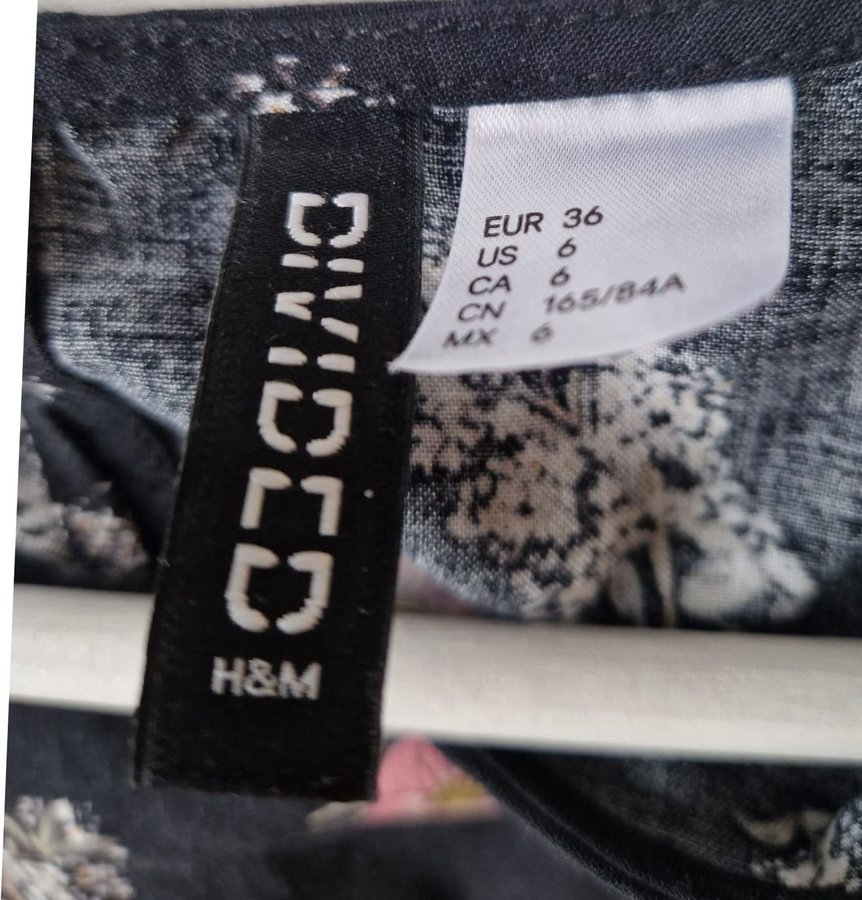 DIVIDED
H&M
EUR 36
US 6
CA 6
CN 165/84A
MX 6